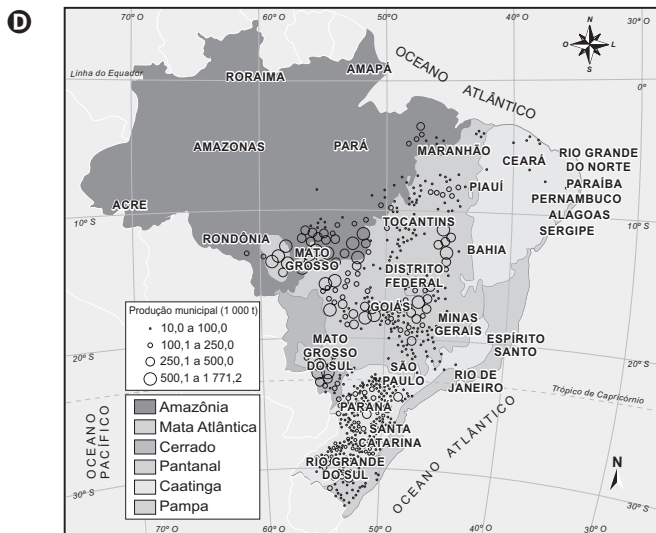 D
70° O
60° O
50° O
40° O
30° O
N
O
L
S
OCEANO ATLÂNTICO
Linha do Equador
RORAIMA
AMAPÁ
0°
AMAZONAS
PARÁ
MARANHÃO
CEARÁ
RIO GRANDE
DO NORTE
PARAÍBA
PERNAMBUCO
ALAGOAS
SERGIPE
PIAUÍ
ACRE
10° S
TOCANTINS
10° S
RONDÔNIA
MATO
GROSSO
BAHIA
DISTRITO
FEDERAL
GOIÁS
MINAS
GERAIS
ESPÍRITO
SANTO
Produção municipal (1 000 t)
10,0 a 100,0
100,1 a 250,0
250,1 a 500,0
500,1 a 1 771,2
MATO
GROSSO
DO SUL
20° S
20° S
SÃO
PAULO
RIO DE
JANEIRO
Trópico de Capricórnio
OCEANO
PACÍFICO
Amazônia
Mata Atlântica
Cerrado
Pantanal
Caatinga
Pampa
PARANÁ
SANTA
CATARINA
RIO GRANDE
DO SUL
OCEANO ATLÂNTICO
N
30° S
30° S
70° O
60° O
50° O
40° O
30° O